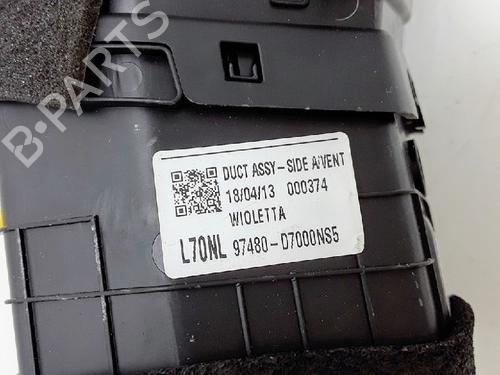 B-PARTS
DUCT ASSY-SIDE A/VENT
18/04/13 000374
WIOLETTA
L70NL 97480-D7000NS5